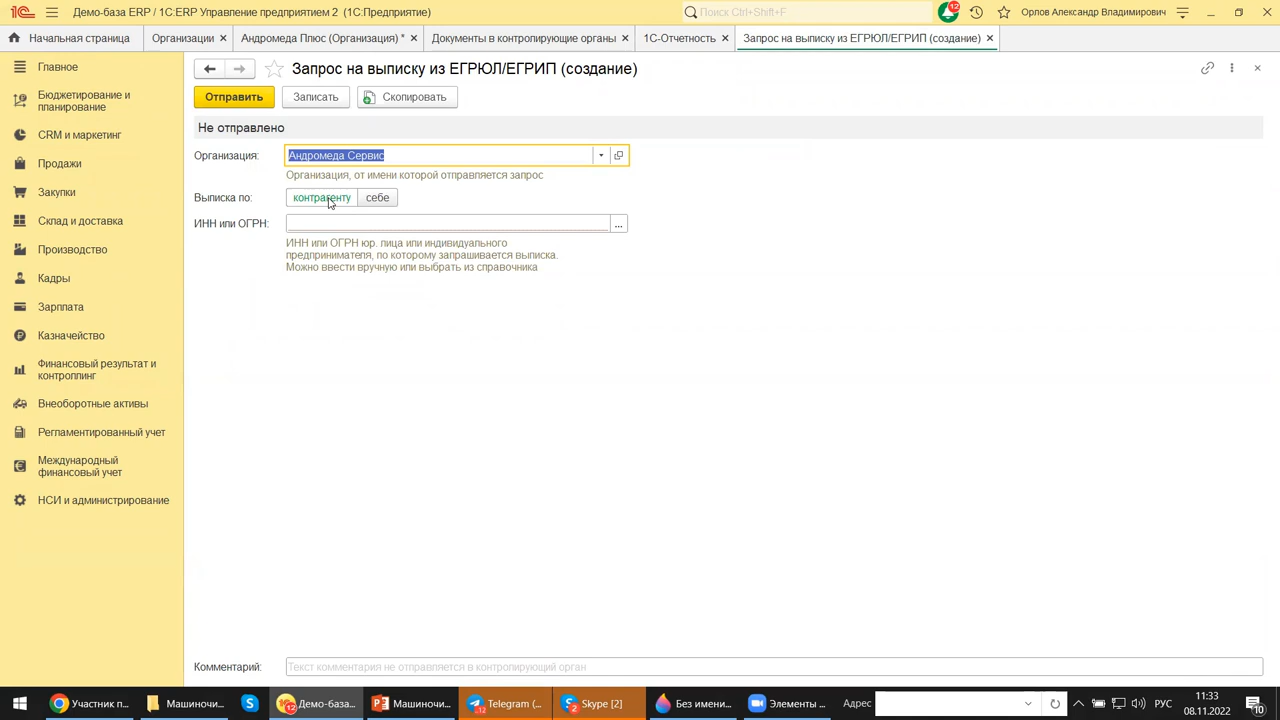 Демо-база ERP / 1С:ERP Управление предприятием 2 (1С:Предприятие)
Поиск Ctrl+Shift+F
12
Орлов Александр Владимирович
Начальная страница
Организации ×
Андромеда Плюс (Организация) * ×
Документы в контролирующие органы ×
1С-Отчетность ×
Запрос на выписку из ЕГРЮЛ/ЕГРИП (создание) ×
Главное
Бюджетирование и
планирование
CRM и маркетинг
Продажи
Закупки
Склад и доставка
Производство
Кадры
Зарплата
Казначейство
Финансовый результат и
контроллинг
Внеоборотные активы
Регламентированный учет
Международный
финансовый учет
НСИ и администрирование
Запрос на выписку из ЕГРЮЛ/ЕГРИП (создание)
Отправить
Записать
Скопировать
Не отправлено
Организация: Андромеда Сервис
Организация, от имени которой отправляется запрос
Выписка по: контрагенту себе
ИНН или ОГРН: ...
ИНН или ОГРН юр. лица или индивидуального
предпринимателя, по которому запрашивается выписка.
Можно ввести вручную или выбрать из справочника
Комментарий: Текст комментария не отправляется в контролирующий орган
Участник п...
Машиночи...
Демо-база...
Машиночи...
Telegram (...
Skype [2]
Без имени...
Элементы ...
Адрес
РУС
11:33
08.11.2022